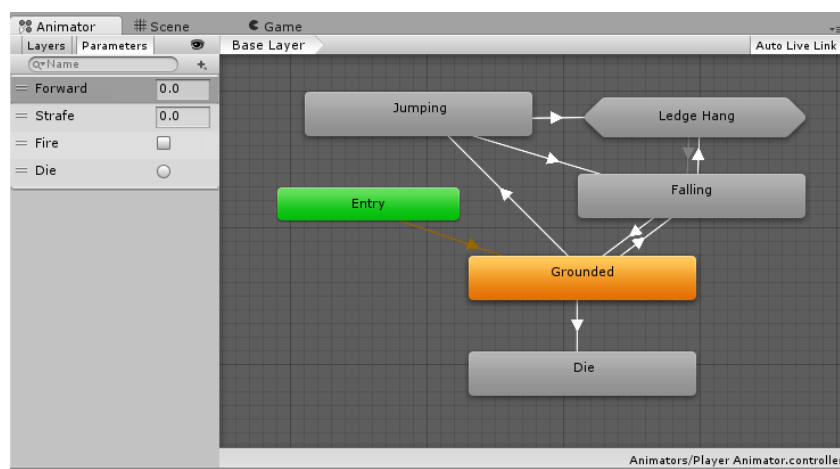 Animator
Scene
Game
Layers Parameters
Base Layer
Auto Live Link
Name
Forward 0.0
Strafe 0.0
Fire
Die
Jumping
Ledge Hang
Falling
Entry
Grounded
Die
Animators/Player Animator.controller